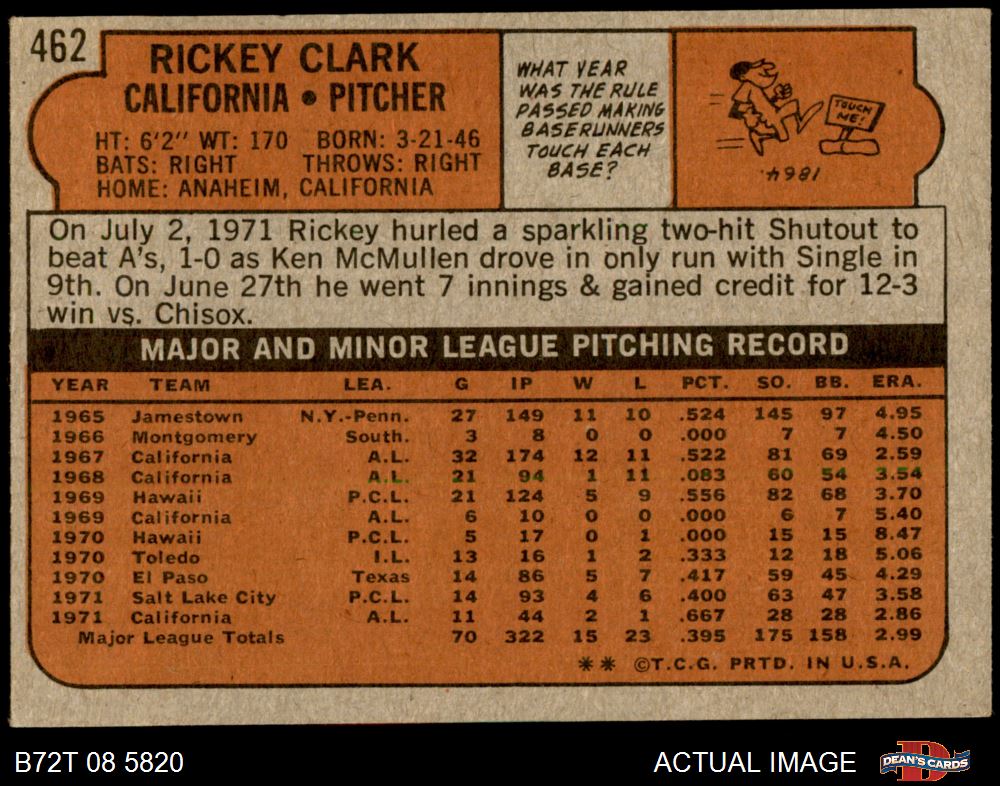 462
RICKEY CLARK
CALIFORNIA • PITCHER
HT: 6'2" WT: 170 BORN: 3-21-46
BATS: RIGHT THROWS: RIGHT
HOME: ANAHEIM, CALIFORNIA
WHAT YEAR
WAS THE RULE
PASSED MAKING
BASERUNNERS
TOUCH EACH
BASE?
TOUCH
ME!
1864.
On July 2, 1971 Rickey hurled a sparkling two-hit Shutout to
beat A's, 1-0 as Ken McMullen drove in only run with Single in
9th. On June 27th he went 7 innings & gained credit for 12-3
win vs. Chisox.
MAJOR AND MINOR LEAGUE PITCHING RECORD
YEAR TEAM LEA. G IP W L PCT. SO. BB. ERA.
1965 Jamestown N.Y.-Penn. 27 149 11 10 .524 145 97 4.95
1966 Montgomery South. 3 8 0 0 .000 7 7 4.50
1967 California A.L. 32 174 12 11 .522 81 69 2.59
1968 California A.L. 21 94 1 11 .083 60 54 3.54
1969 Hawaii P.C.L. 21 124 5 9 .556 82 68 3.70
1969 California A.L. 6 10 0 0 .000 6 7 5.40
1970 Hawaii P.C.L. 5 17 0 1 .000 15 15 8.47
1970 Toledo I.L. 13 16 1 2 .333 12 18 5.06
1970 El Paso Texas 14 86 5 7 .417 59 45 4.29
1971 Salt Lake City P.C.L. 14 93 4 6 .400 63 47 3.58
1971 California A.L. 11 44 2 1 .667 28 28 2.86
Major League Totals 70 322 15 23 .395 175 158 2.99
** ©T.C.G. PRTD. IN U.S.A.
B72T 08 5820
ACTUAL IMAGE
D
DEAN'S CARDS